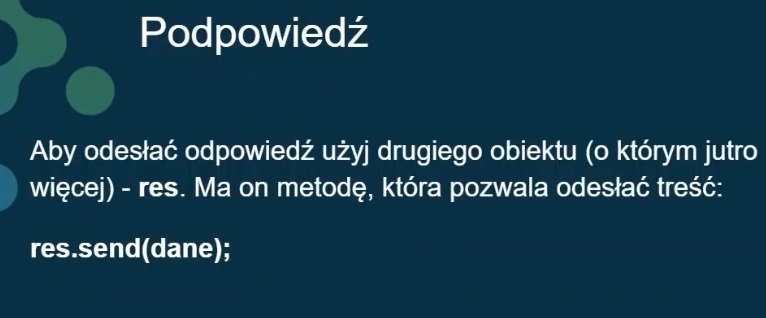 Podpowiedź
Aby odesłać odpowiedź użyj drugiego obiektu (o którym jutro
więcej) - res. Ma on metodę, która pozwala odesłać treść:
res.send(dane);